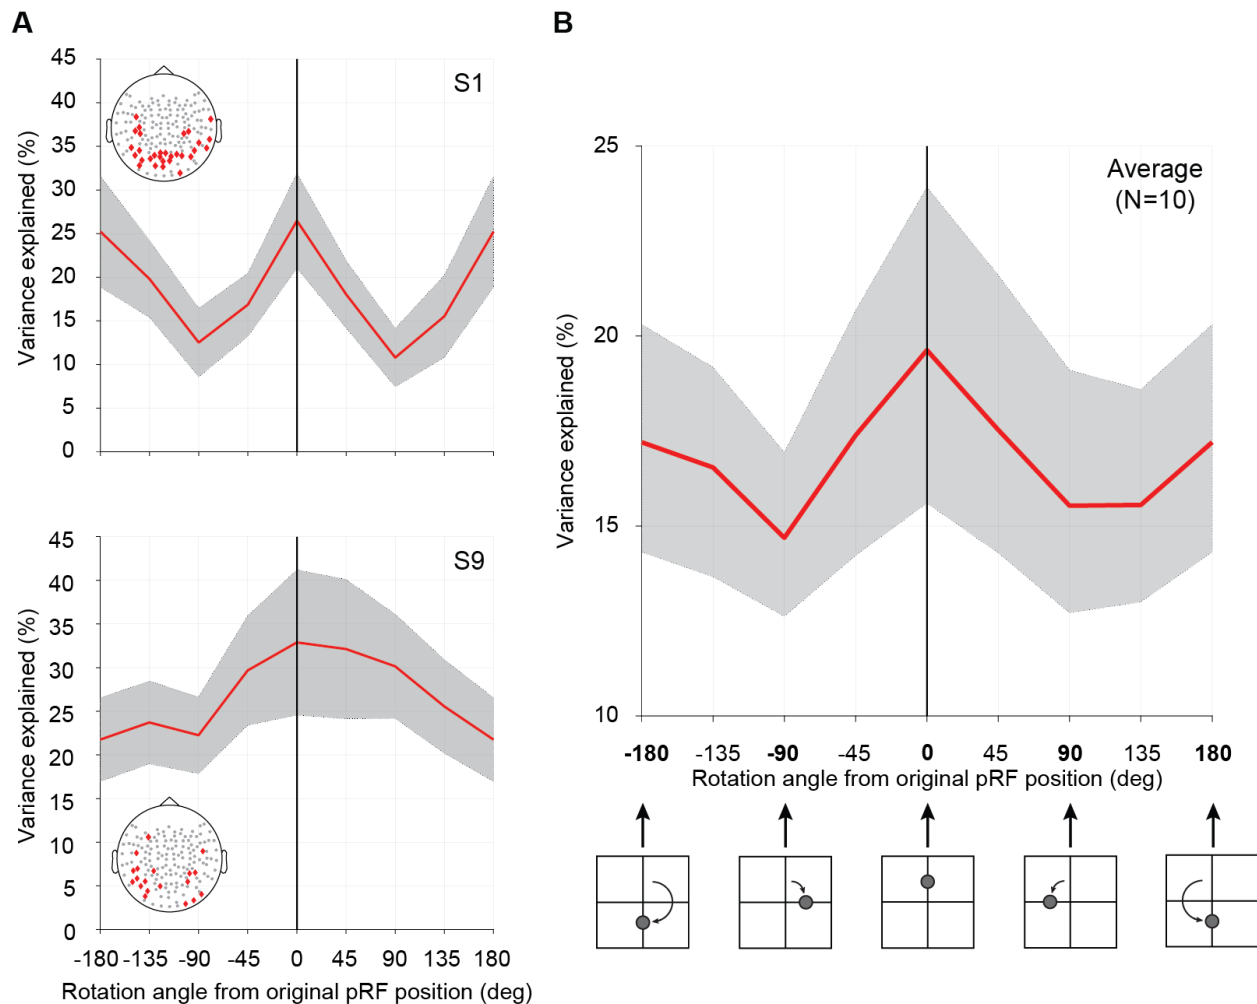 A
S1
45
40
35
30
25
20
15
10
5
0
Variance explained (%)
S9
45
40
35
30
25
20
15
10
5
0
Variance explained (%)
-180 -135 -90 -45 0 45 90 135 180
Rotation angle from original pRF position (deg)
B
Average
(N=10)
25
20
15
10
Variance explained (%)
-180 -135 -90 -45 0 45 90 135 180
Rotation angle from original pRF position (deg)